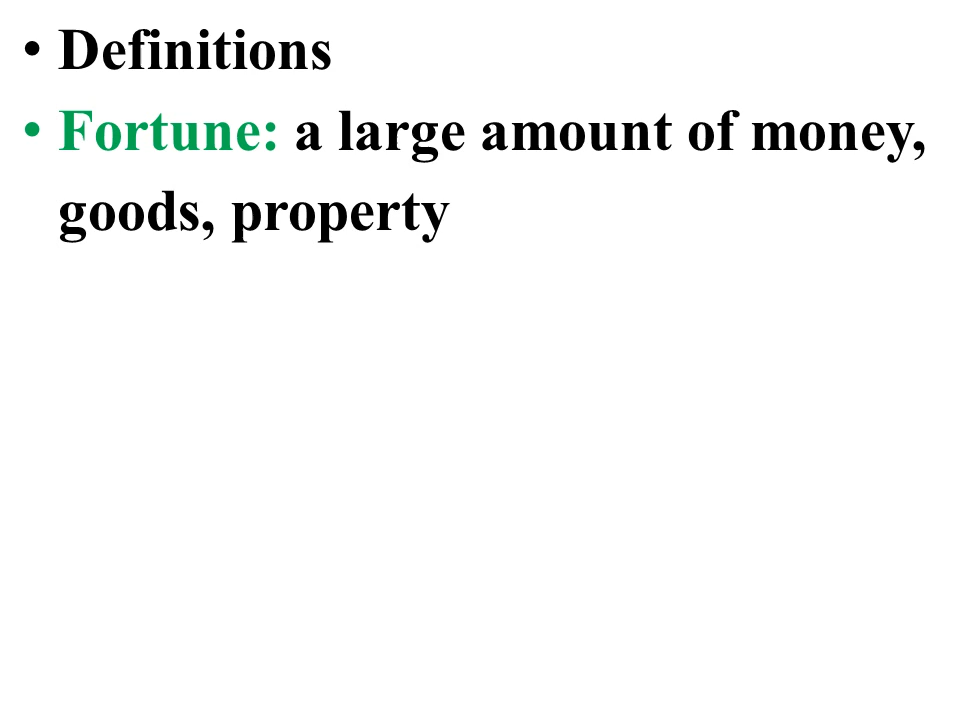 • Definitions
• Fortune: a large amount of money,
goods, property